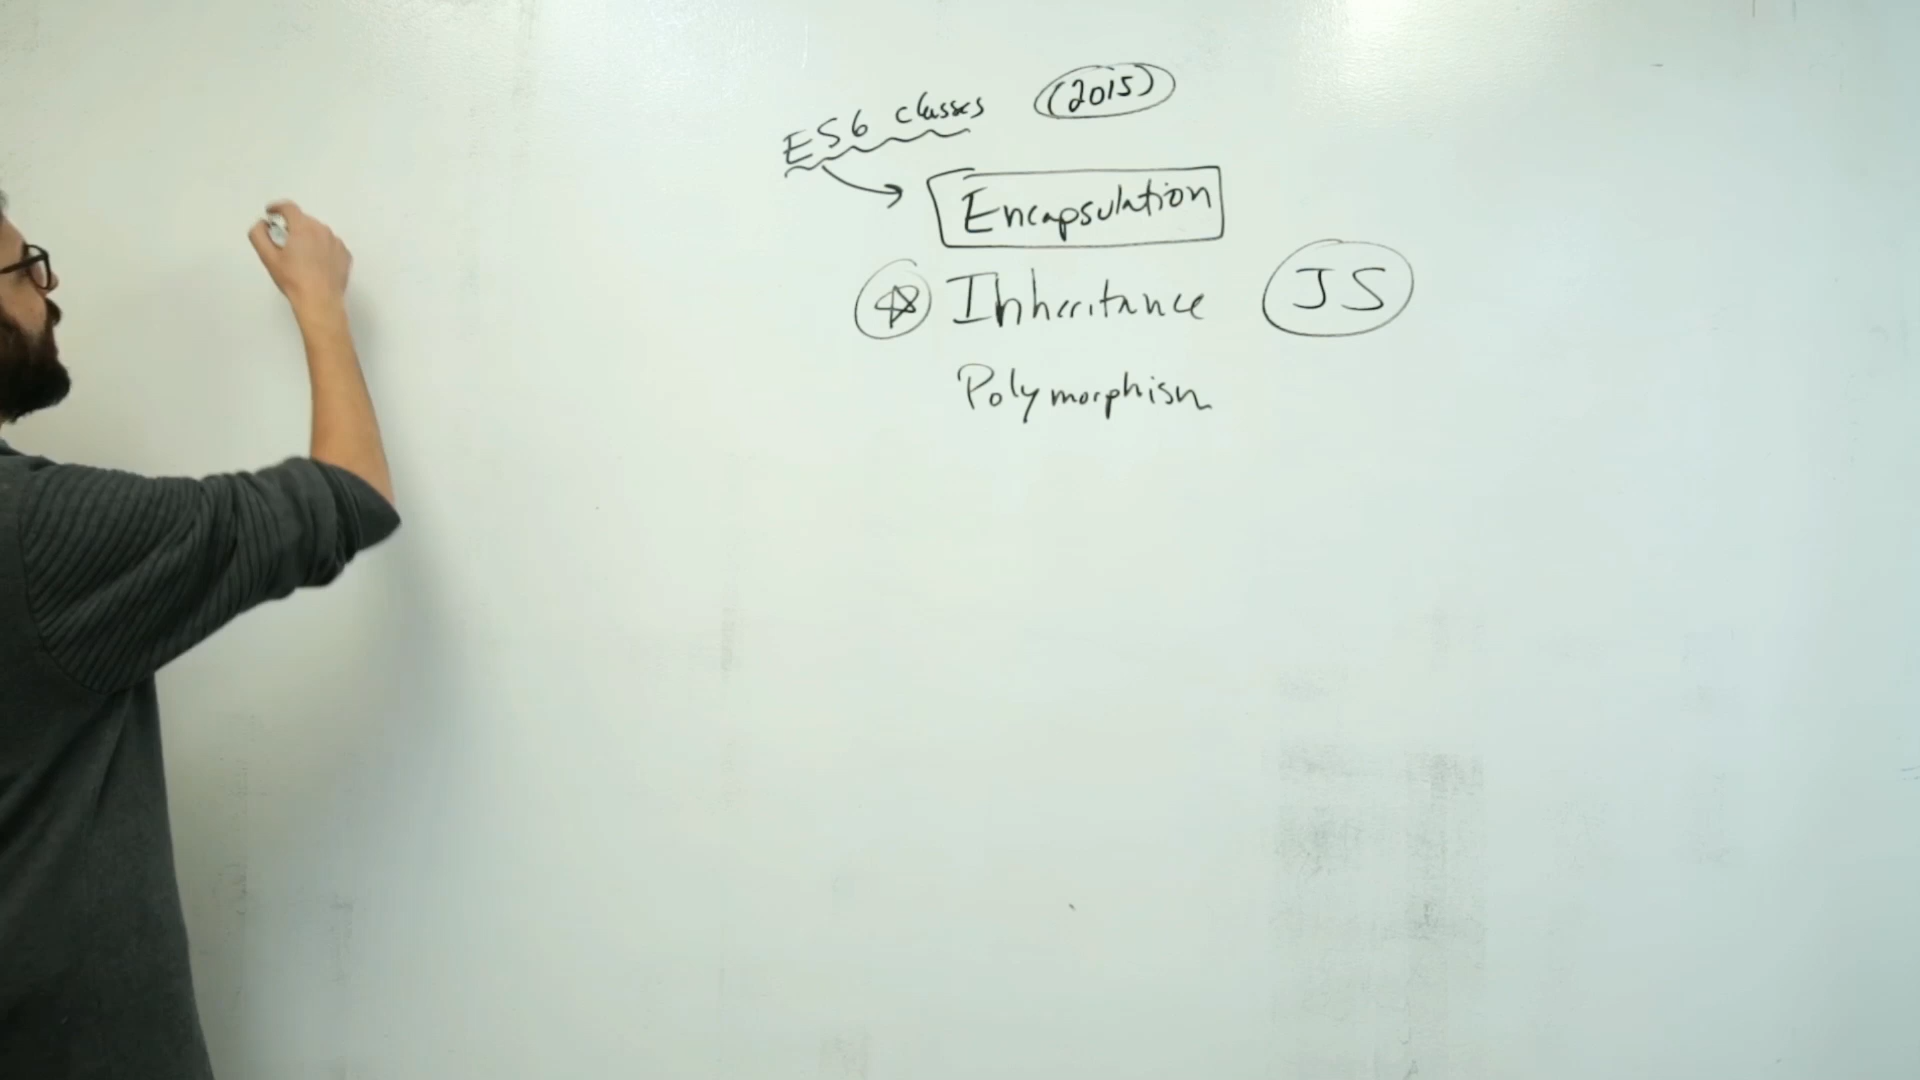 ES6 classes (2015)
Encapsulation
Inheritance JS
Polymorphism